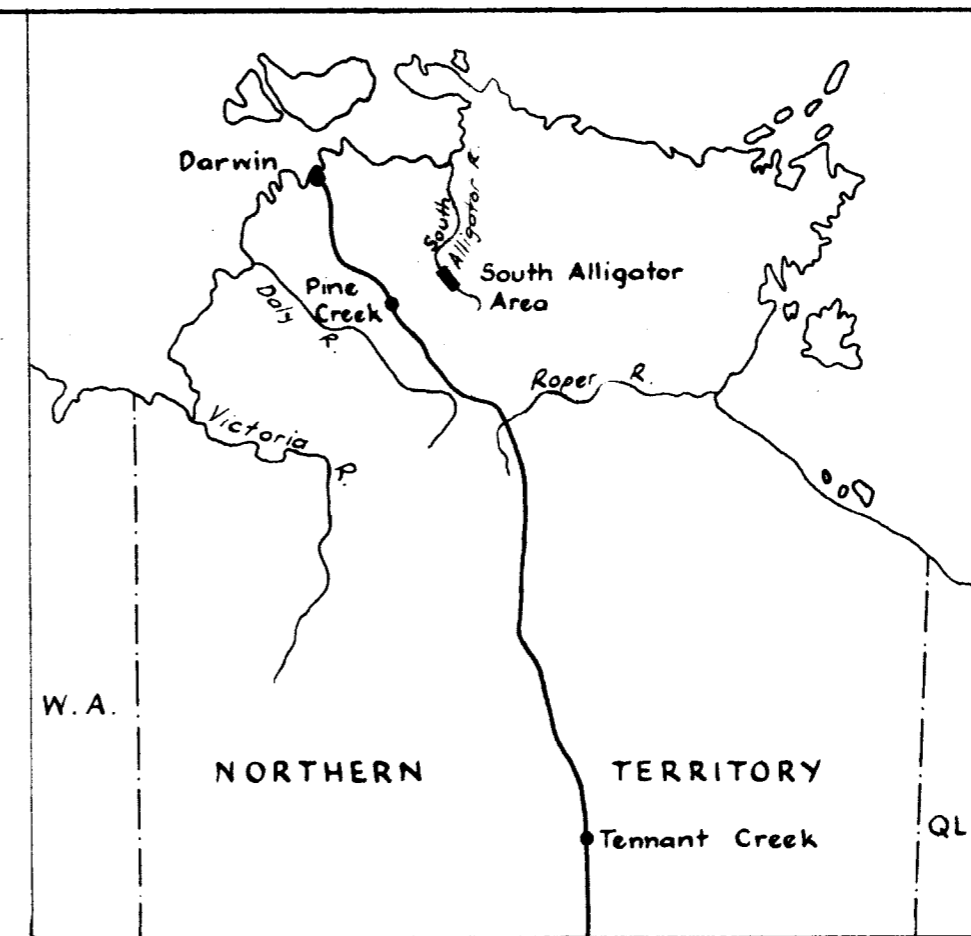 Darwin
South
Alligator R.
South Alligator
Area
Pine
Creek
Daly
R.
Roper R.
Victoria
R.
W. A.
NORTHERN TERRITORY
QL
Tennant Creek